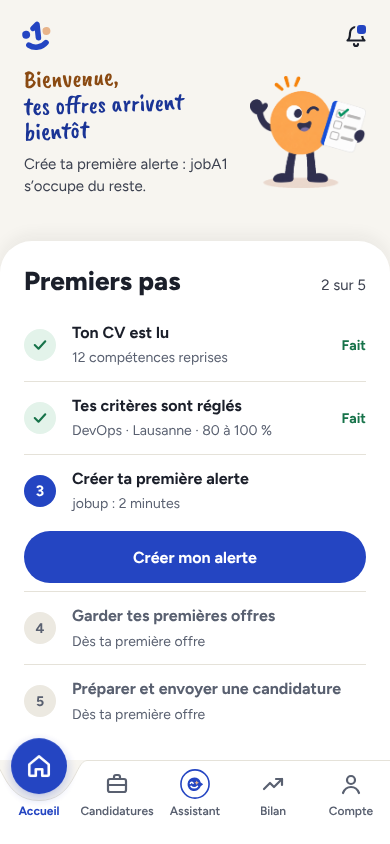 Bienvenue,
tes offres arrivent
bientôt
Crée ta première alerte : jobA1
s’occupe du reste.
Premiers pas
2 sur 5
Ton CV est lu
12 compétences reprises
Fait
Tes critères sont réglés
DevOps · Lausanne · 80 à 100 %
Fait
3
Créer ta première alerte
jobup : 2 minutes
Créer mon alerte
4
Garder tes premières offres
Dès ta première offre
5
Préparer et envoyer une candidature
Dès ta première offre
Accueil
Candidatures
Assistant
Bilan
Compte